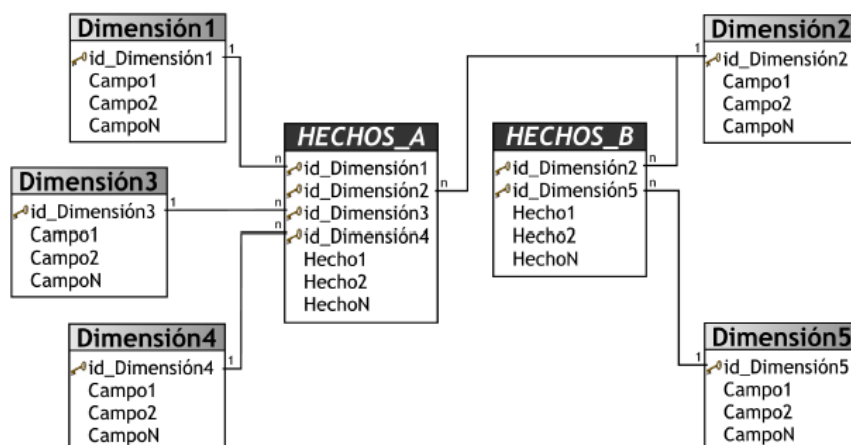 Dimensión1
id_Dimensión1
Campo1
Campo2
CampoN
Dimensión3
id_Dimensión3
Campo1
Campo2
CampoN
Dimensión4
id_Dimensión4
Campo1
Campo2
CampoN
HECHOS_A
id_Dimensión1
id_Dimensión2
id_Dimensión3
id_Dimensión4
Hecho1
Hecho2
HechoN
HECHOS_B
id_Dimensión2
id_Dimensión5
Hecho1
Hecho2
HechoN
Dimensión2
id_Dimensión2
Campo1
Campo2
CampoN
Dimensión5
id_Dimensión5
Campo1
Campo2
CampoN
1
n
1
n
1
n
n
1
n
n
1